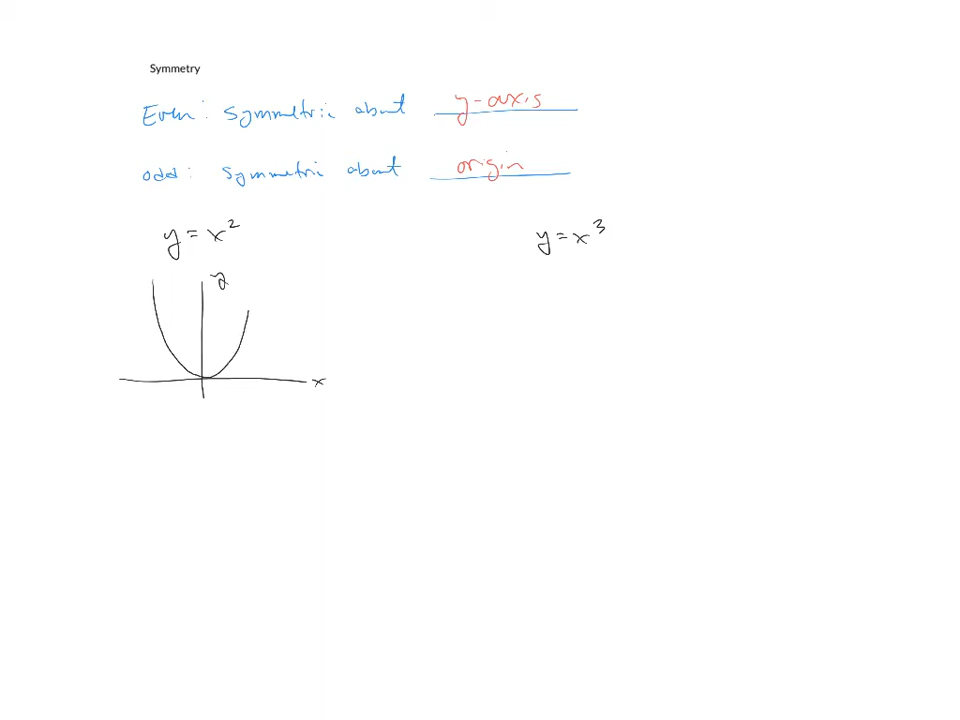 Symmetry
Even: symmetric about y-axis
odd: symmetric about origin
y = x²
y = x³
y
x